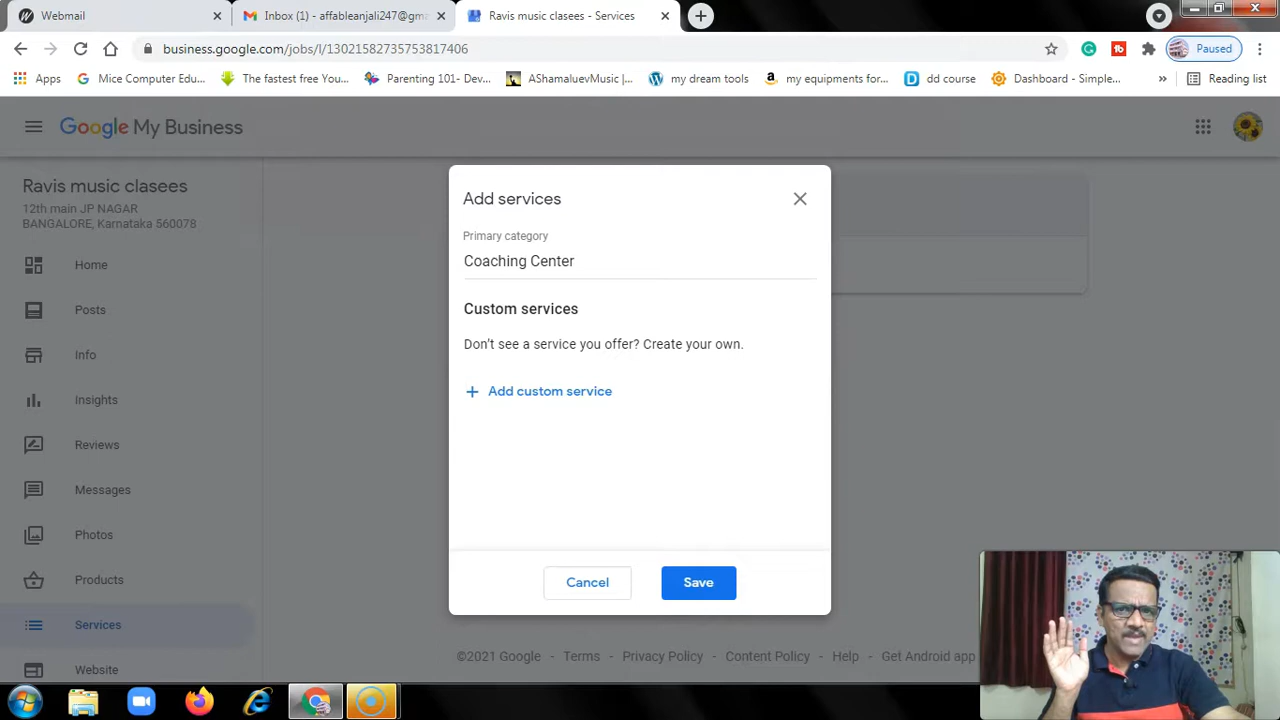 Webmail
Inbox (1) - affableanjali247@gma
Ravis music clasees - Services
business.google.com/jobs/l/13021582735753817406
Paused
Apps
Mice Computer Edu...
The fastest free You...
Parenting 101- Dev...
AShamaluevMusic |...
my dream tools
my equipments for...
dd course
Dashboard - Simple...
Reading list
Google My Business
Ravis music clasees
12th main JP NAGAR
BANGALORE, Karnataka 560078
Home
Posts
Info
Insights
Reviews
Messages
Photos
Products
Services
Website
Add services
Primary category
Coaching Center
Custom services
Don't see a service you offer? Create your own.
+ Add custom service
Cancel
Save
©2021 Google - Terms - Privacy Policy - Content Policy - Help - Get Android app